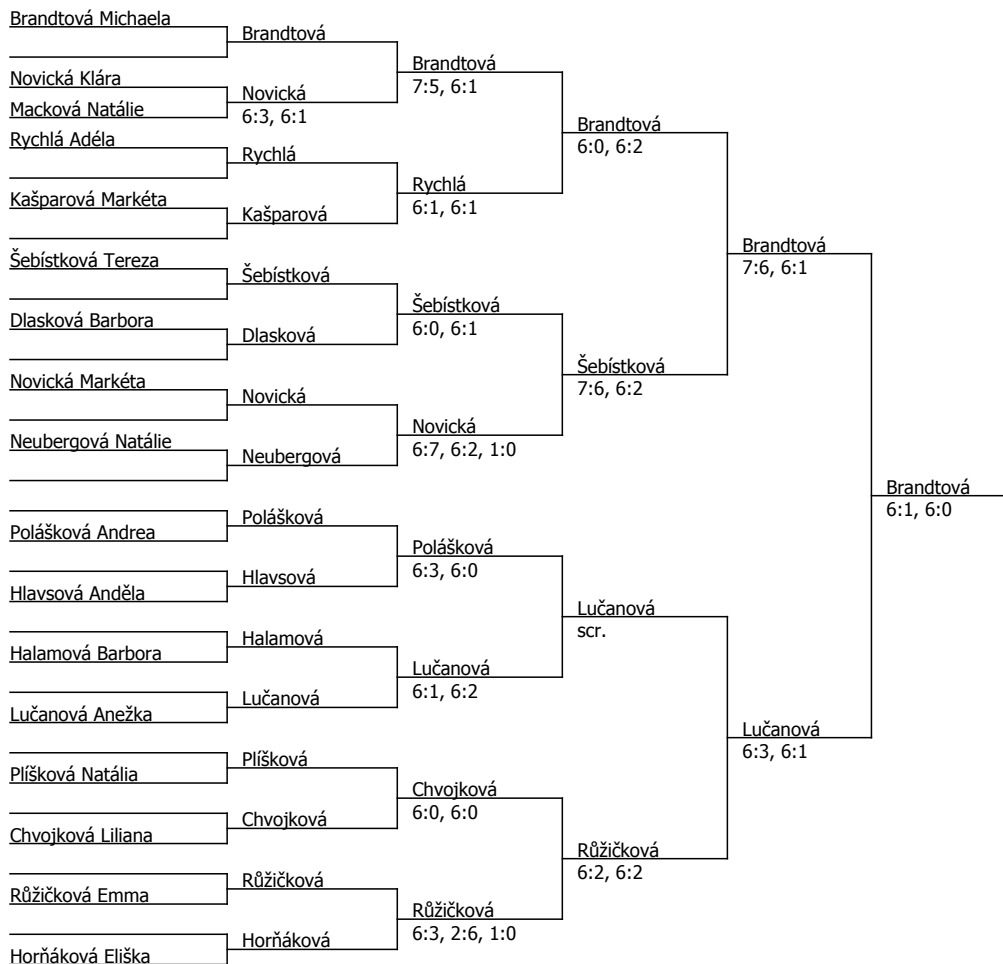 Brandtová Michaela
Novická Klára
Macková Natálie
Rychlá Adéla
Kašparová Markéta
Šebístková Tereza
Dlasková Barbora
Novická Markéta
Neubergová Natálie
Polášková Andrea
Hlavsová Anděla
Halamová Barbora
Lučanová Anežka
Plíšková Natália
Chvojková Liliana
Růžičková Emma
Horňáková Eliška
Brandtová
Novická
6:3, 6:1
Rychlá
Kašparová
Šebístková
Dlasková
Novická
Neubergová
Polášková
Hlavsová
Halamová
Lučanová
Plíšková
Chvojková
Růžičková
Horňáková
Brandtová
7:5, 6:1
Rychlá
6:1, 6:1
Šebístková
6:0, 6:1
Novická
6:7, 6:2, 1:0
Polášková
6:3, 6:0
Lučanová
6:1, 6:2
Chvojková
6:0, 6:0
Růžičková
6:3, 2:6, 1:0
Brandtová
6:0, 6:2
Šebístková
7:6, 6:2
Lučanová
scr.
Růžičková
6:2, 6:2
Brandtová
7:6, 6:1
Lučanová
6:3, 6:1
Brandtová
6:1, 6:0